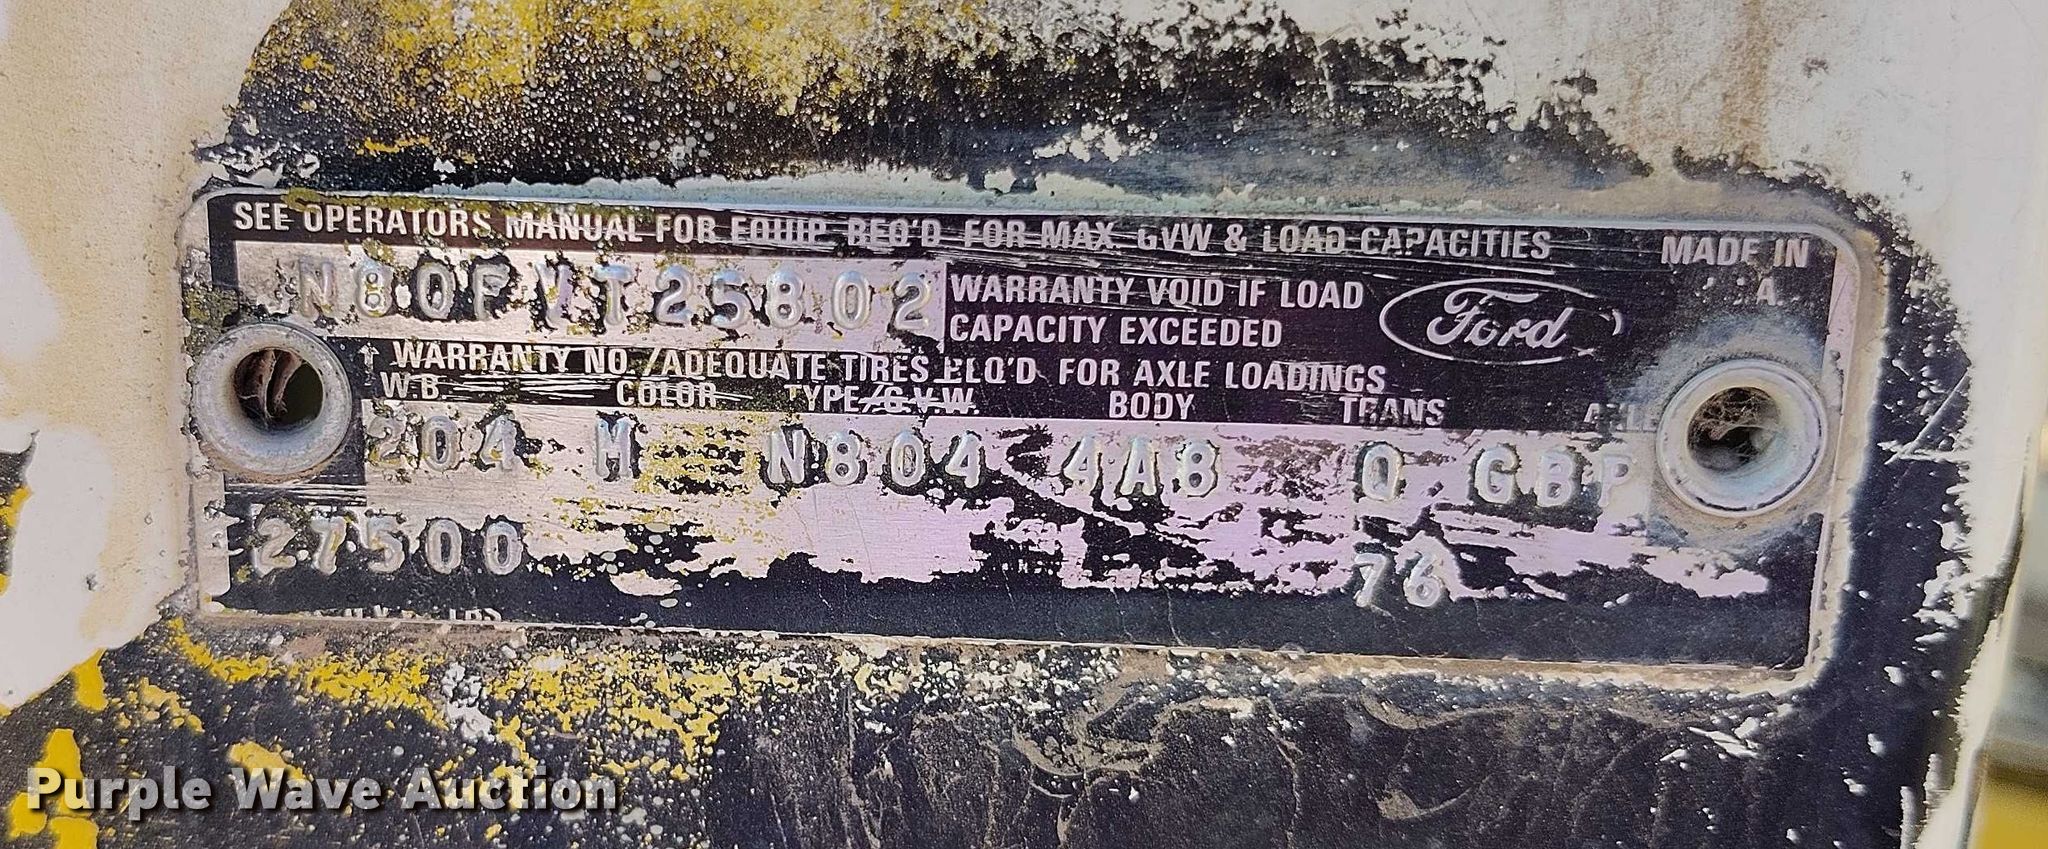 SEE OPERATORS MANUAL FOR EQUIP REQ'D FOR MAX. GVW & LOAD CAPACITIES MADE IN
N80FVT25802 WARRANTY VOID IF LOAD Ford
CAPACITY EXCEEDED
WARRANTY NO./ADEQUATE TIRES REQ'D FOR AXLE LOADINGS
W.B. COLOR TYPE/G.V.W. BODY TRANS AXLE
204 M N804 4AB Q GBP
27500 76
LBS
Purple Wave Auction